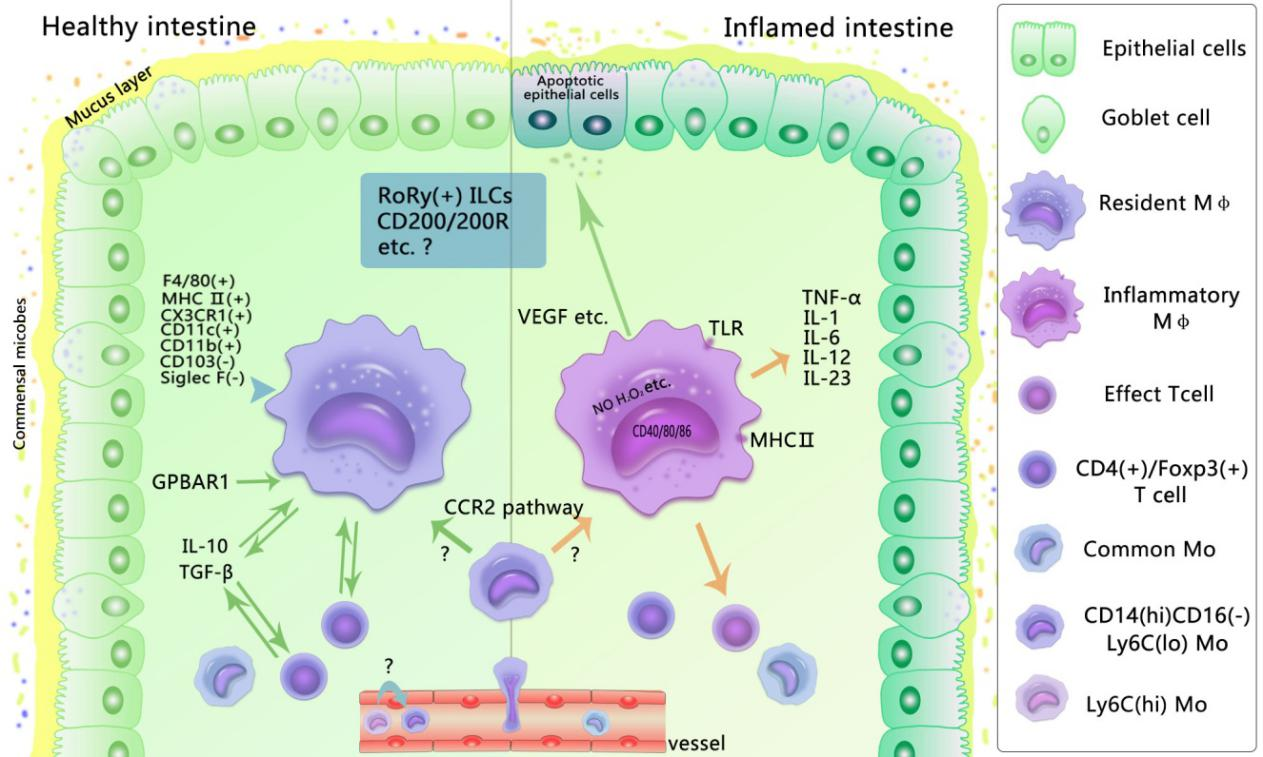 Healthy intestine
Inflamed intestine
Mucus layer
Apoptotic
epithelial cells
RoRy(+) ILCs
CD200/200R
etc. ?
F4/80(+)
MHC II(+)
CX3CR1(+)
CD11c(+)
CD11b(+)
CD103(-)
Siglec F(-)
Commensal micobes
VEGF etc.
TLR
TNF-α
IL-1
IL-6
IL-12
IL-23
NO H₂O₂ etc.
CD40/80/86
MHCII
GPBAR1
CCR2 pathway
?
?
IL-10
TGF-β
?
vessel
Epithelial cells
Goblet cell
Resident M Φ
Inflammatory
M Φ
Effect Tcell
CD4(+)/Foxp3(+)
T cell
Common Mo
CD14(hi)CD16(-)
Ly6C(lo) Mo
Ly6C(hi) Mo